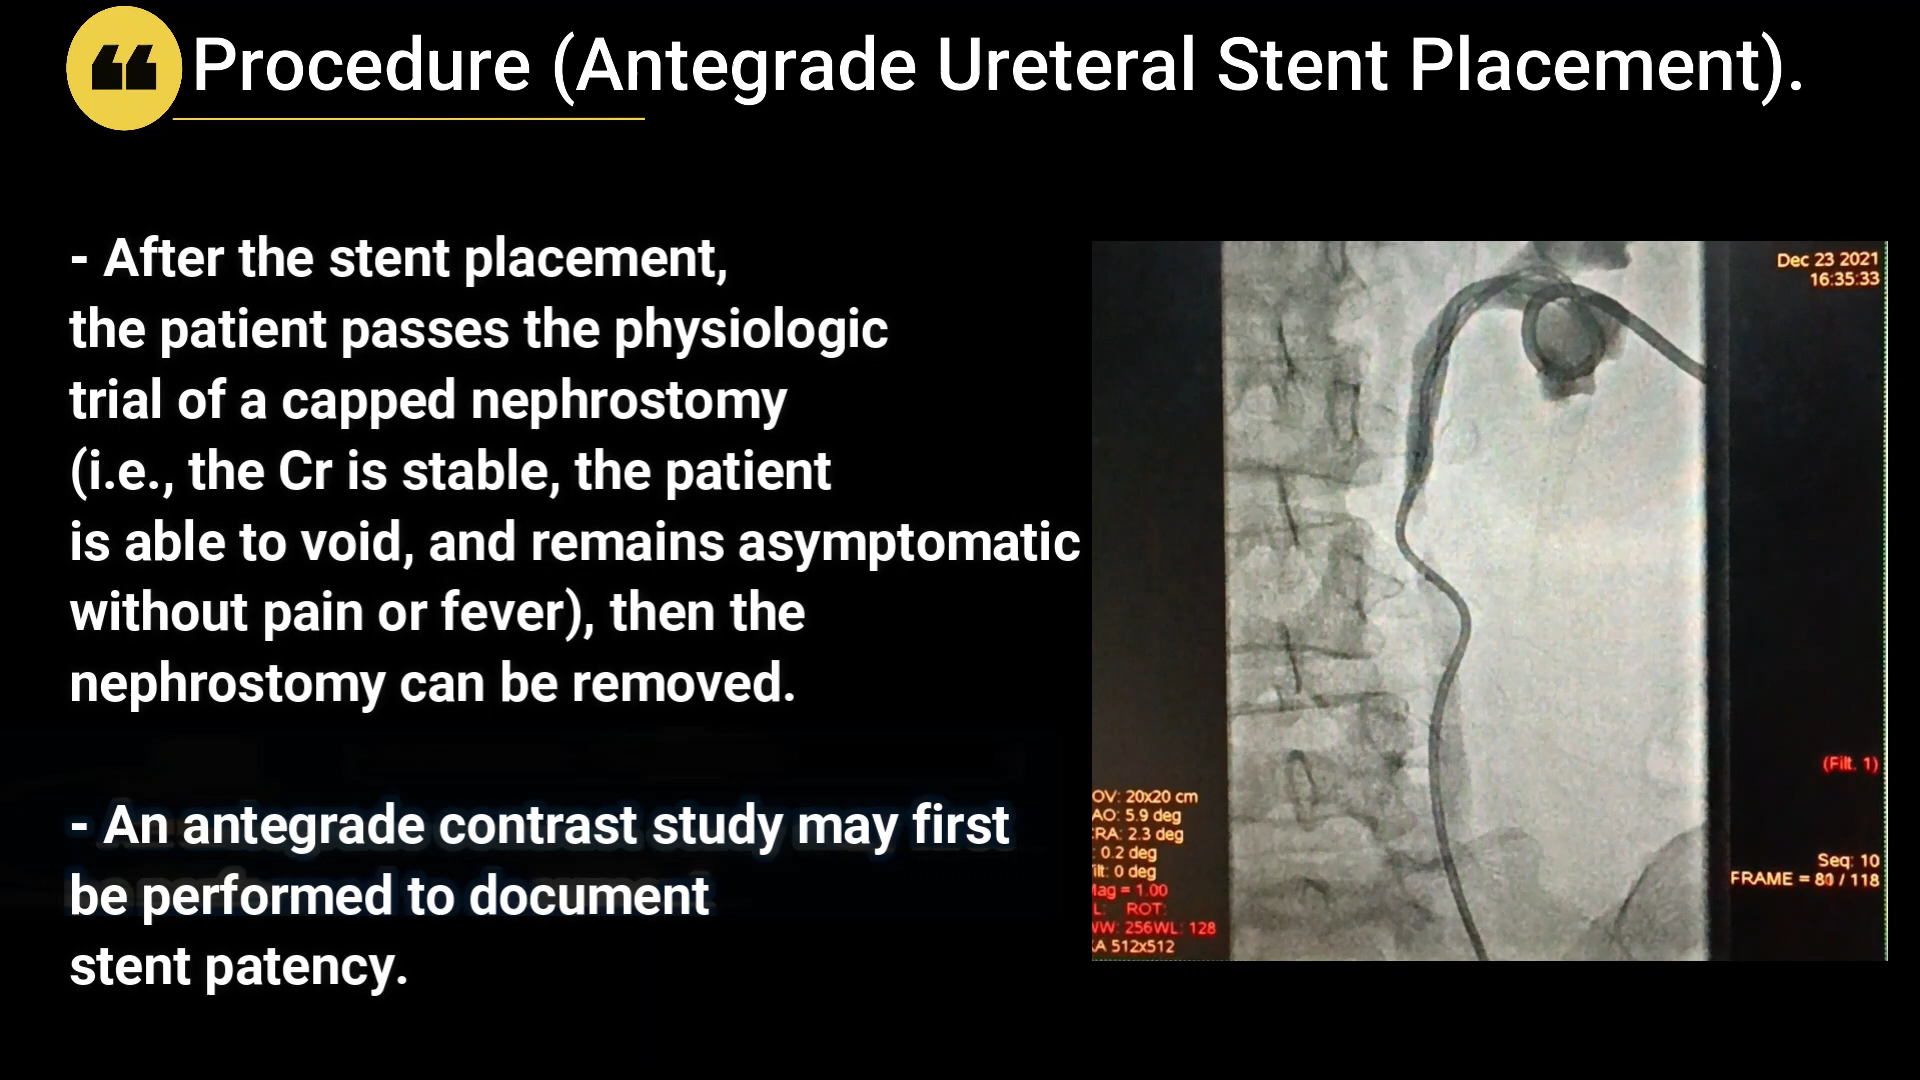 Procedure (Antegrade Ureteral Stent Placement).
- After the stent placement,
the patient passes the physiologic
trial of a capped nephrostomy
(i.e., the Cr is stable, the patient
is able to void, and remains asymptomatic
without pain or fever), then the
nephrostomy can be removed.
- An antegrade contrast study may first
be performed to document
stent patency.
Dec 23 2021
16:35:33
(Filt. 1)
Seq: 10
FRAME = / 118
OV: 20x20 cm
AO: 5.9 deg
RA: 2.3 deg
: 0.2 deg
ilt: 0 deg
Mag = 1.00
L: ROT:
WW: 256WL: 128
XA 512x512